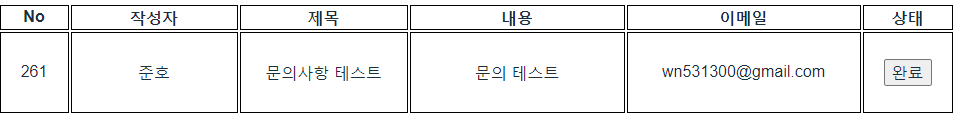 No 작성자 제목 내용 이메일 상태
261 준호 문의사항 테스트 문의 테스트 wn531300@gmail.com 완료